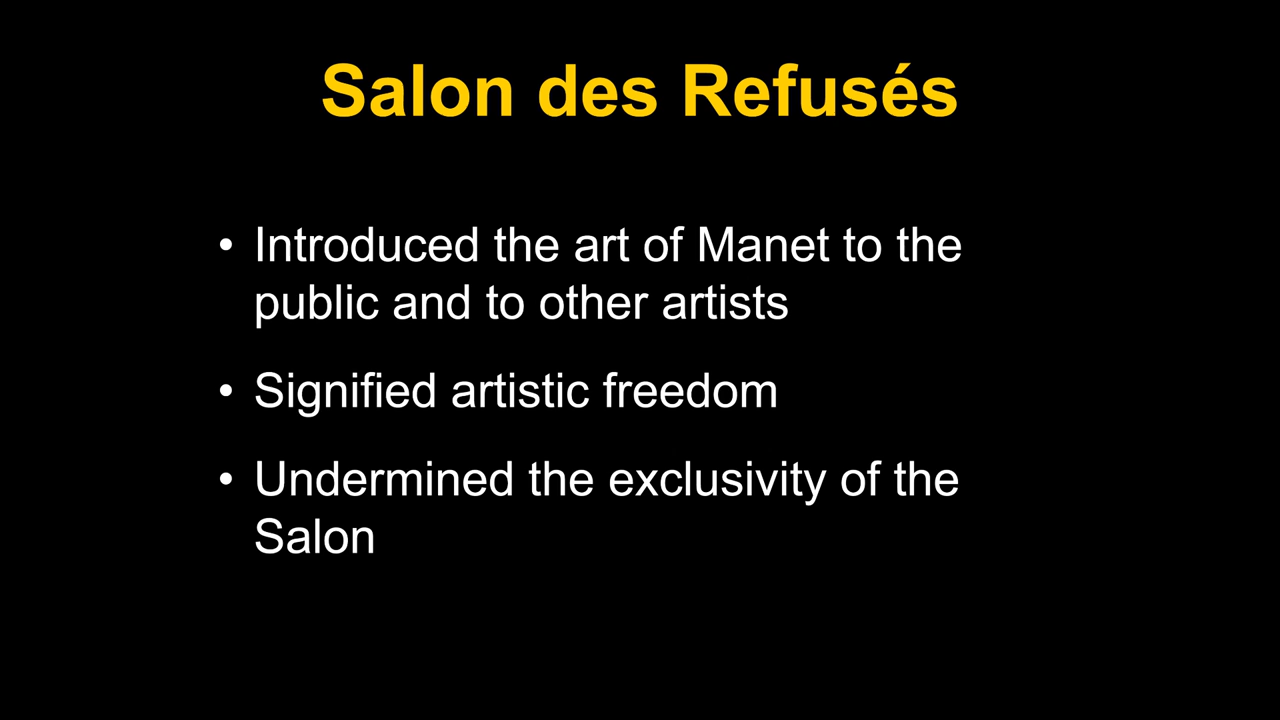 Salon des Refusés
• Introduced the art of Manet to the
public and to other artists
• Signified artistic freedom
• Undermined the exclusivity of the
Salon